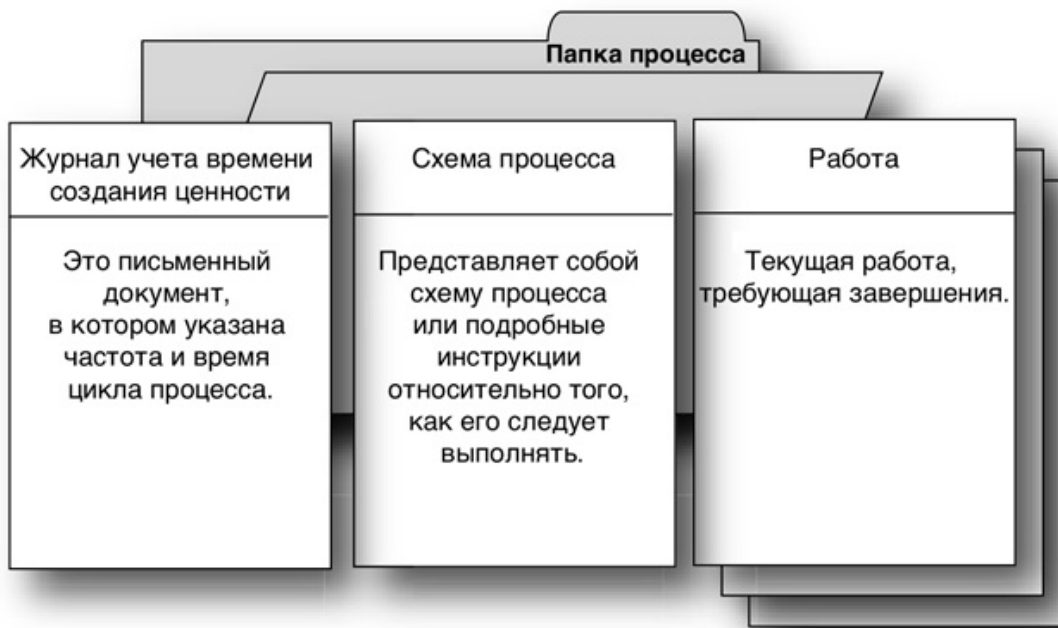 Папка процесса
Журнал учета времени
создания ценности
Это письменный
документ,
в котором указана
частота и время
цикла процесса.
Схема процесса
Представляет собой
схему процесса
или подробные
инструкции
относительно того,
как его следует
выполнять.
Работа
Текущая работа,
требующая завершения.